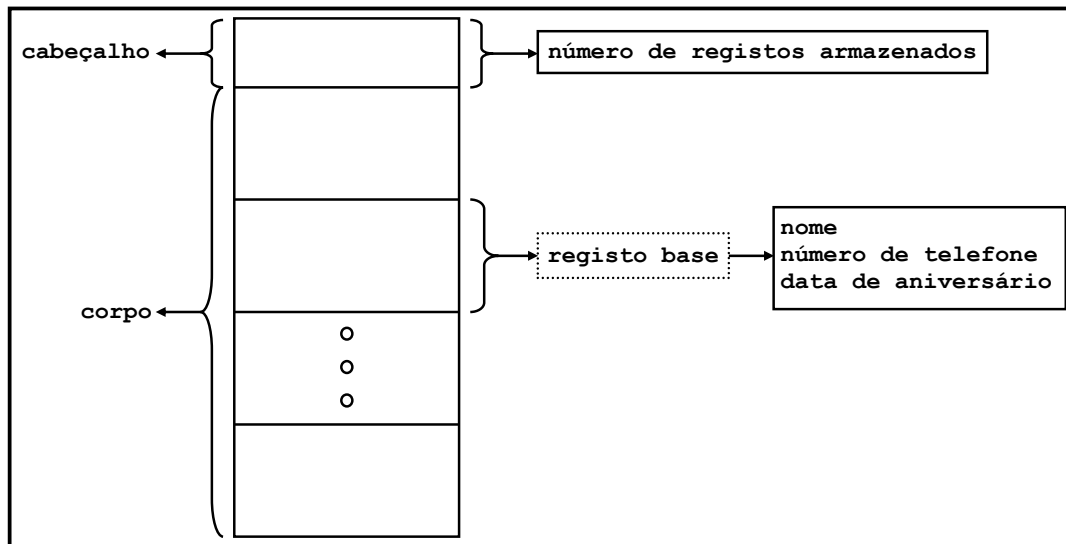 cabeçalho
número de registos armazenados
registo base
nome
número de telefone
data de aniversário
corpo